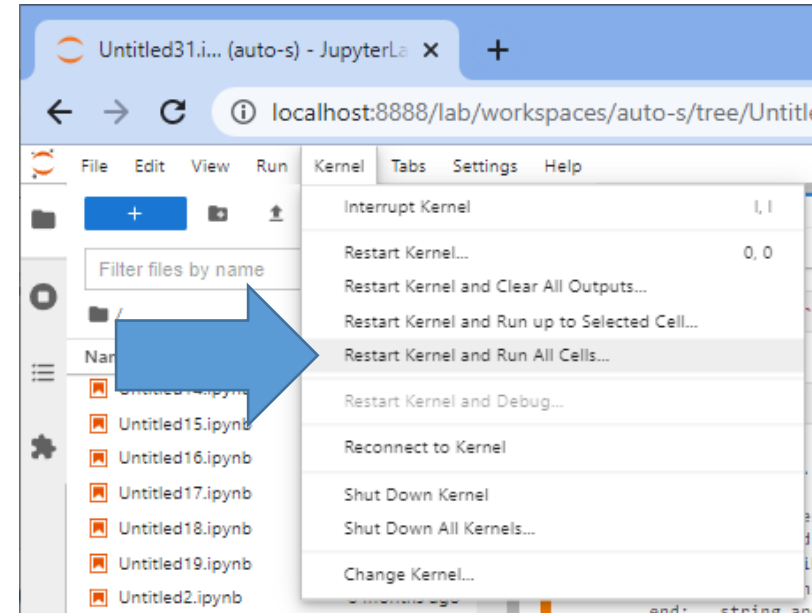 Untitled31.i... (auto-s) - JupyterLa
localhost:8888/lab/workspaces/auto-s/tree/Untitle
File Edit View Run Kernel Tabs Settings Help
Interrupt Kernel I, I
Filter files by name
Restart Kernel... 0, 0
Restart Kernel and Clear All Outputs...
/
Restart Kernel and Run up to Selected Cell...
Nam
Restart Kernel and Run All Cells...
Restart Kernel and Debug...
Untitled15.ipynb
Reconnect to Kernel
Untitled16.ipynb
Untitled17.ipynb
Shut Down Kernel
Untitled18.ipynb
Shut Down All Kernels...
Untitled19.ipynb
Change Kernel...
Untitled2.ipynb
end: string